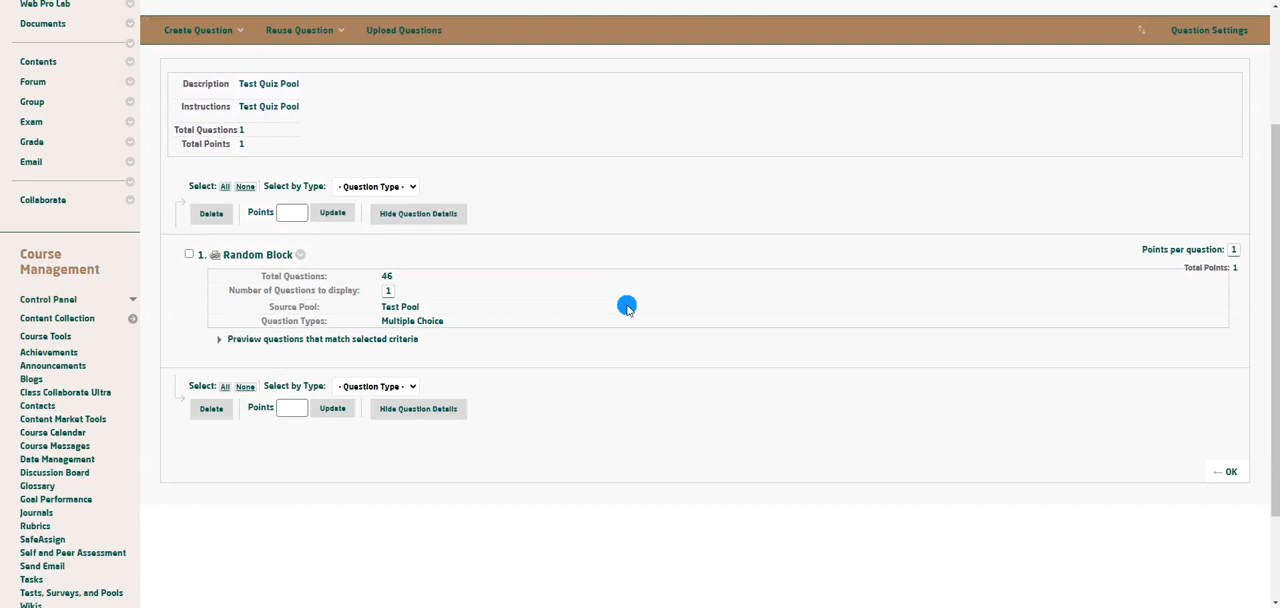 Web Pro Lab
Documents
Contents
Forum
Group
Exam
Grade
Email
Collaborate
Course
Management
Control Panel
Content Collection
Course Tools
Achievements
Announcements
Blogs
Class Collaborate Ultra
Contacts
Content Market Tools
Course Calendar
Course Messages
Date Management
Discussion Board
Glossary
Goal Performance
Journals
Rubrics
SafeAssign
Self and Peer Assessment
Send Email
Tasks
Tests, Surveys, and Pools
Wikis
Create Question Reuse Question Upload Questions Question Settings
Description Test Quiz Pool
Instructions Test Quiz Pool
Total Questions 1
Total Points 1
Select: All None Select by Type: - Question Type -
Delete Points Update Hide Question Details
1. Random Block Points per question: 1
Total Points: 1
Total Questions: 46
Number of Questions to display: 1
Source Pool: Test Pool
Question Types: Multiple Choice
Preview questions that match selected criteria
Select: All None Select by Type: - Question Type -
Delete Points Update Hide Question Details
← OK